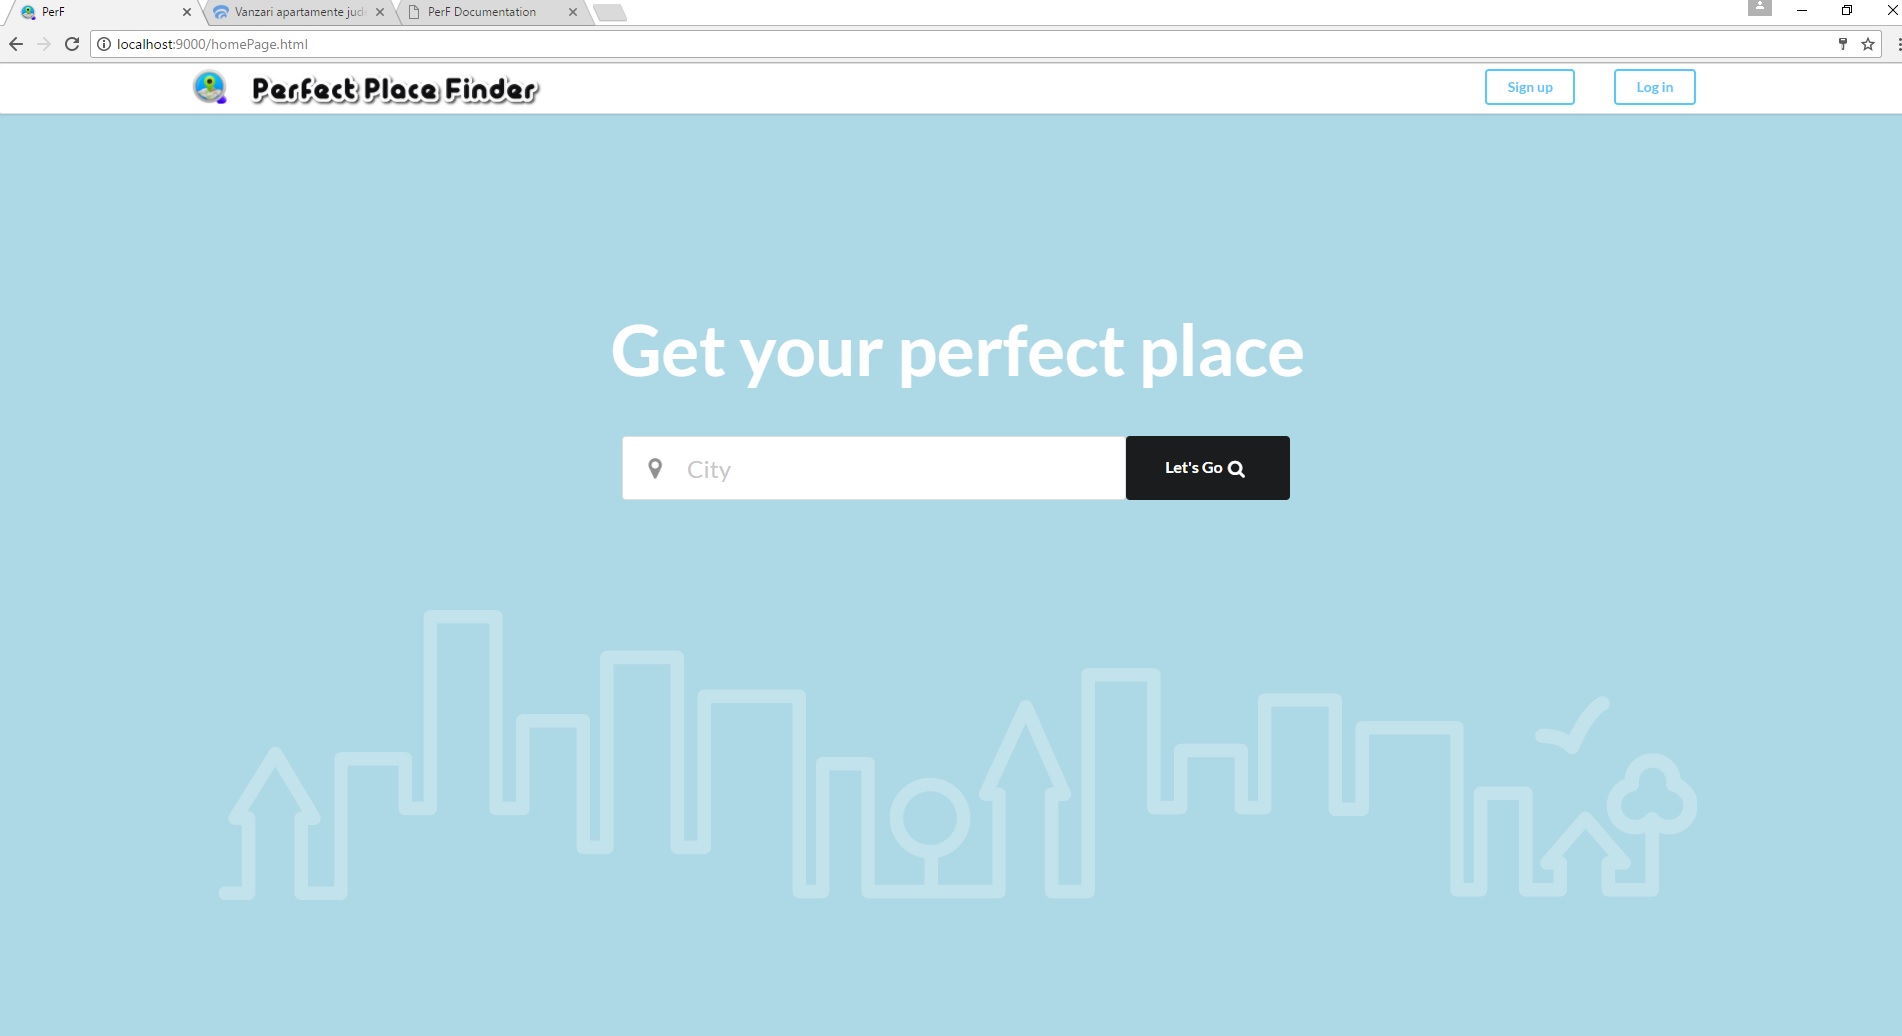 PerF
Vanzari apartamente jud
PerF Documentation
localhost:9000/homePage.html
Perfect Place Finder
Sign up
Log in
Get your perfect place
City
Let's Go